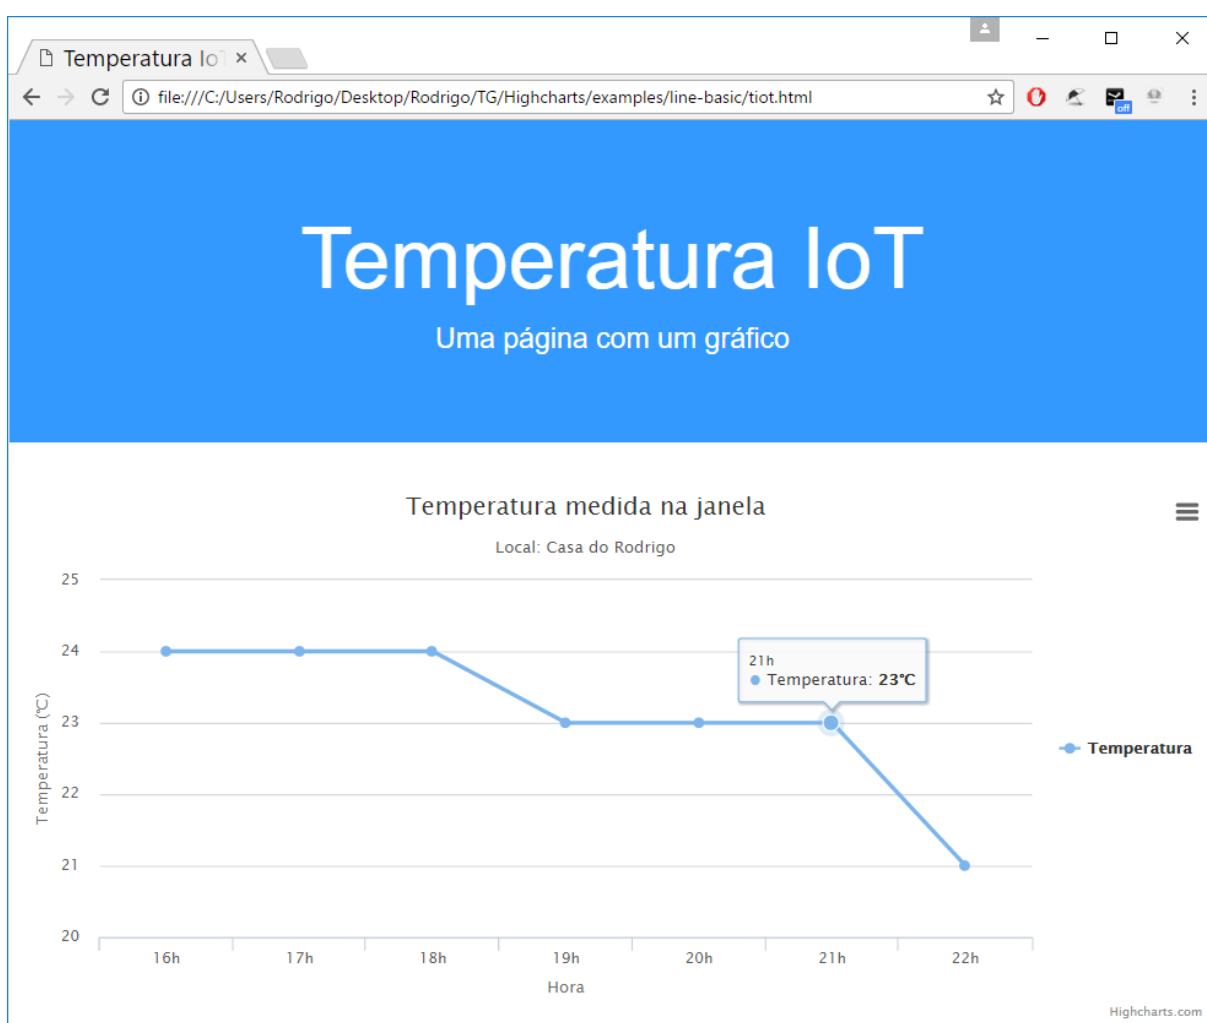 Temperatura Io
file:///C:/Users/Rodrigo/Desktop/Rodrigo/TG/Highcharts/examples/line-basic/tiot.html
off
Temperatura IoT
Uma página com um gráfico
Temperatura medida na janela
Local: Casa do Rodrigo
25
24
23
22
21
20
Temperatura (°C)
21h
Temperatura: 23°C
Temperatura
16h 17h 18h 19h 20h 21h 22h
Hora
Highcharts.com